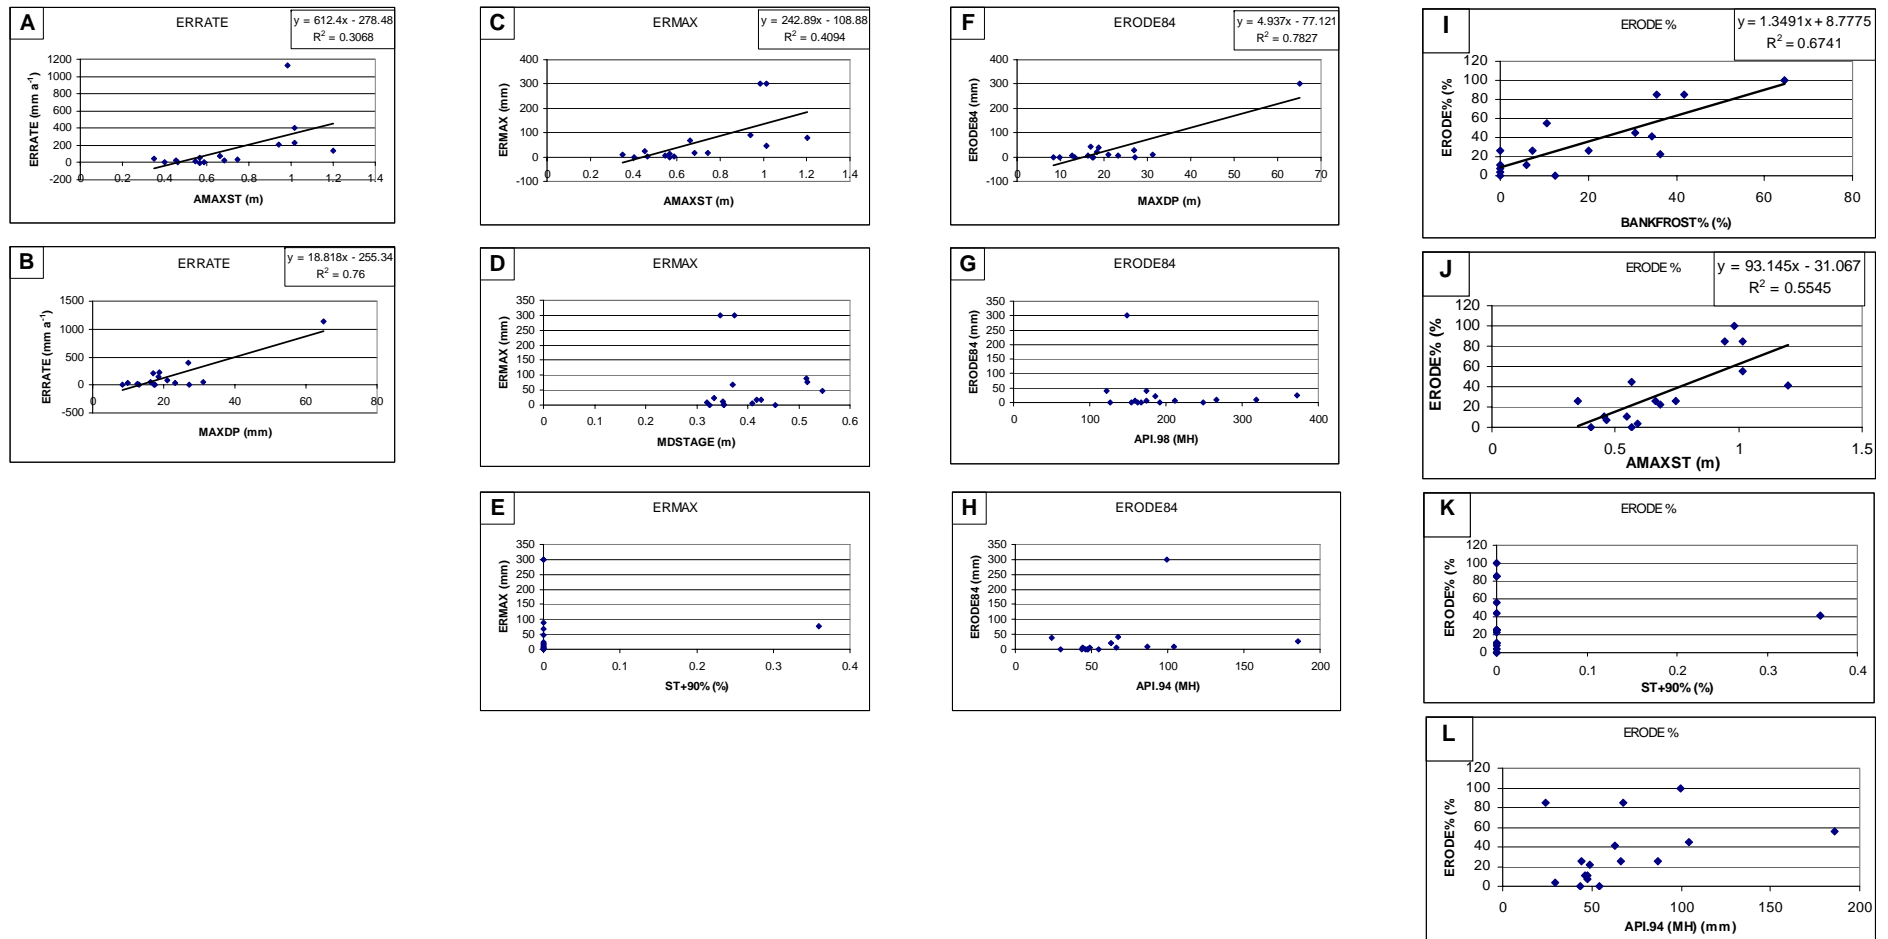 A
ERRATE
y = 612.4x - 278.48
R² = 0.3068
ERRATE (mm a⁻¹)
1200
1000
800
600
400
200
0
-200
0 0.2 0.4 0.6 0.8 1 1.2 1.4
AMAXST (m)
B
ERRATE
y = 18.818x - 255.34
R² = 0.76
ERRATE (mm a⁻¹)
1500
1000
500
0
-500
0 20 40 60 80
MAXDP (mm)
C
ERMAX
y = 242.89x - 108.88
R² = 0.4094
ERMAX (mm)
400
300
200
100
0
-100
0 0.2 0.4 0.6 0.8 1 1.2 1.4
AMAXST (m)
D
ERMAX
ERMAX (mm)
350
300
250
200
150
100
50
0
0 0.1 0.2 0.3 0.4 0.5 0.6
MDSTAGE (m)
E
ERMAX
ERMAX (mm)
350
300
250
200
150
100
50
0
0 0.1 0.2 0.3 0.4
ST+90% (%)
F
ERODE84
y = 4.937x - 77.121
R² = 0.7827
ERODE84 (mm)
400
300
200
100
0
-100
0 10 20 30 40 50 60 70
MAXDP (m)
G
ERODE84
ERODE84 (mm)
350
300
250
200
150
100
50
0
0 100 200 300 400
API.98 (MH)
H
ERODE84
ERODE84 (mm)
350
300
250
200
150
100
50
0
0 50 100 150 200
API.94 (MH)
I
ERODE %
y = 1.3491x + 8.7775
R² = 0.6741
ERODE% (%
120
100
80
60
40
20
0
0 20 40 60 80
BANKFROST% (%)
J
ERODE %
y = 93.145x - 31.067
R² = 0.5545
ERODE% (%
120
100
80
60
40
20
0
0 0.5 1 1.5
AMAXST (m)
K
ERODE %
ERODE% (%
120
100
80
60
40
20
0
0 0.1 0.2 0.3 0.4
ST+90% (%)
L
ERODE %
ERODE% (%
120
100
80
60
40
20
0
0 50 100 150 200
API.94 (MH) (mm)